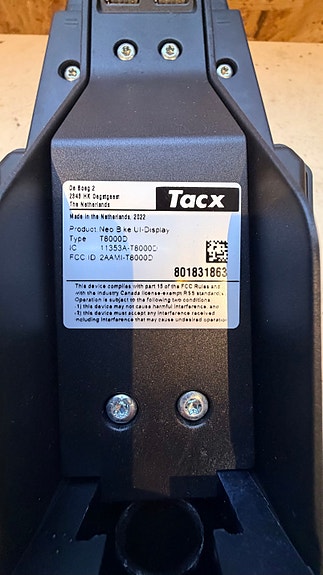 De Boeg 2
2343 HK Oegstgeest
The Netherlands
Tacx
Made in the Netherlands, 2022
Product: Neo Bike UI-Display
Type T8000D
IC 11353A-T8000D
FCC ID 2AAMI-T8000D
801831863
This device complies with part 15 of the FCC Rules and
with the industry Canada license-exempt RSS standard
Operation is subject to the following two conditions:
(1) this device may not cause harmful interference, and
(2) this device must accept any interference received
including interference that may cause undesired operation